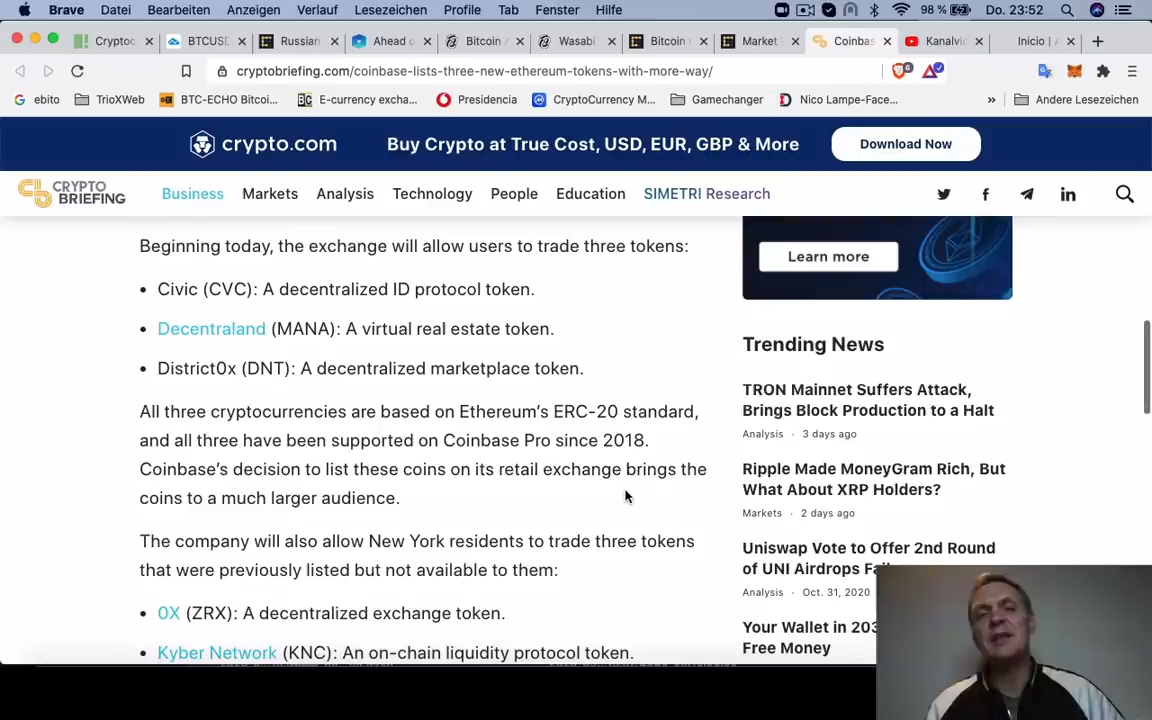 Brave Datei Bearbeiten Anzeigen Verlauf Lesezeichen Profile Tab Fenster Hilfe 98 % Do. 23:52
Cryptoc BTCUSD Russian Ahead o Bitcoin Wasabi Bitcoin Market Coinbas Kanalvic Inicio |
cryptobriefing.com/coinbase-lists-three-new-ethereum-tokens-with-more-way/
ebito TrioXWeb BTC-ECHO Bitcoi... E-currency excha... Presidencia CryptoCurrency M... Gamechanger Nico Lampe-Face... » Andere Lesezeichen
crypto.com Buy Crypto at True Cost, USD, EUR, GBP & More Download Now
CRYPTO
BRIEFING
Business Markets Analysis Technology People Education SIMETRI Research
Beginning today, the exchange will allow users to trade three tokens:
• Civic (CVC): A decentralized ID protocol token.
• Decentraland (MANA): A virtual real estate token.
• District0x (DNT): A decentralized marketplace token.
All three cryptocurrencies are based on Ethereum's ERC-20 standard,
and all three have been supported on Coinbase Pro since 2018.
Coinbase's decision to list these coins on its retail exchange brings the
coins to a much larger audience.
The company will also allow New York residents to trade three tokens
that were previously listed but not available to them:
• 0X (ZRX): A decentralized exchange token.
• Kyber Network (KNC): An on-chain liquidity protocol token.
Learn more
Trending News
TRON Mainnet Suffers Attack,
Brings Block Production to a Halt
Analysis · 3 days ago
Ripple Made MoneyGram Rich, But
What About XRP Holders?
Markets · 2 days ago
Uniswap Vote to Offer 2nd Round
of UNI Airdrops
Analysis · Oct. 31, 2020
Your Wallet in 203
Free Money